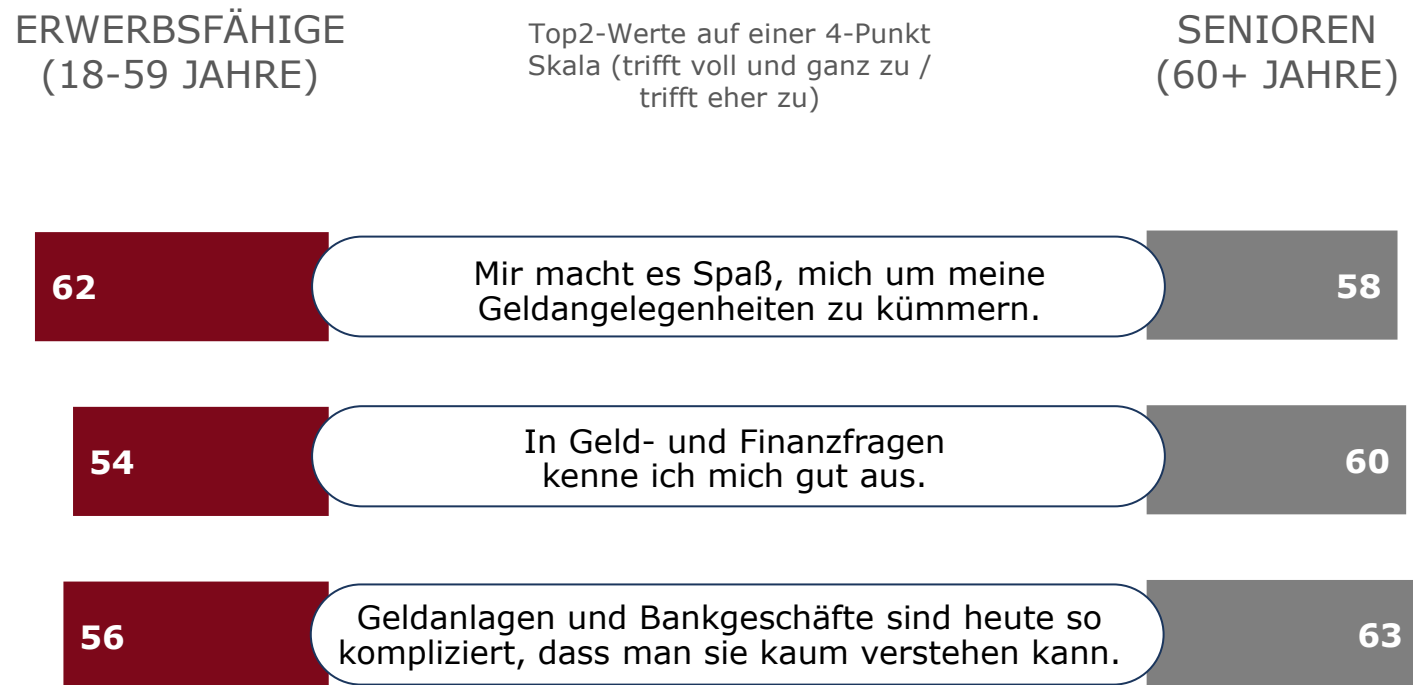 ERWERBSFÄHIGE
(18-59 JAHRE)
Top2-Werte auf einer 4-Punkt
Skala (trifft voll und ganz zu /
trifft eher zu)
SENIOREN
(60+ JAHRE)
62
Mir macht es Spaß, mich um meine
Geldangelegenheiten zu kümmern.
58
54
In Geld- und Finanzfragen
kenne ich mich gut aus.
60
56
Geldanlagen und Bankgeschäfte sind heute so
kompliziert, dass man sie kaum verstehen kann.
63